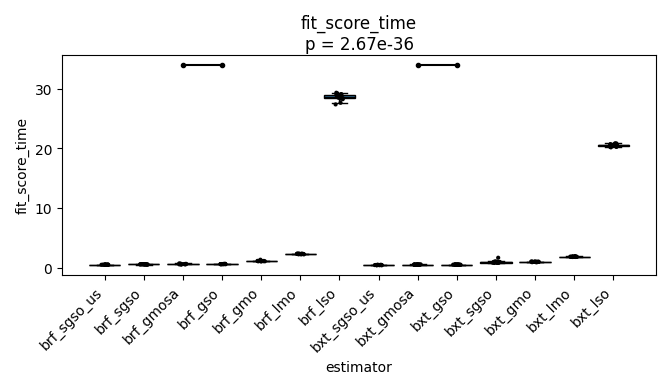 fit_score_time
p = 2.67e-36
fit_score_time
30
20
10
0
brf_sgso_us
brf_sgso
brf_gmosa
brf_gso
brf_gmo
brf_lmo
brf_lso
bxt_sgso_us
bxt_gmosa
bxt_gso
bxt_sgso
bxt_gmo
bxt_lmo
bxt_lso
estimator